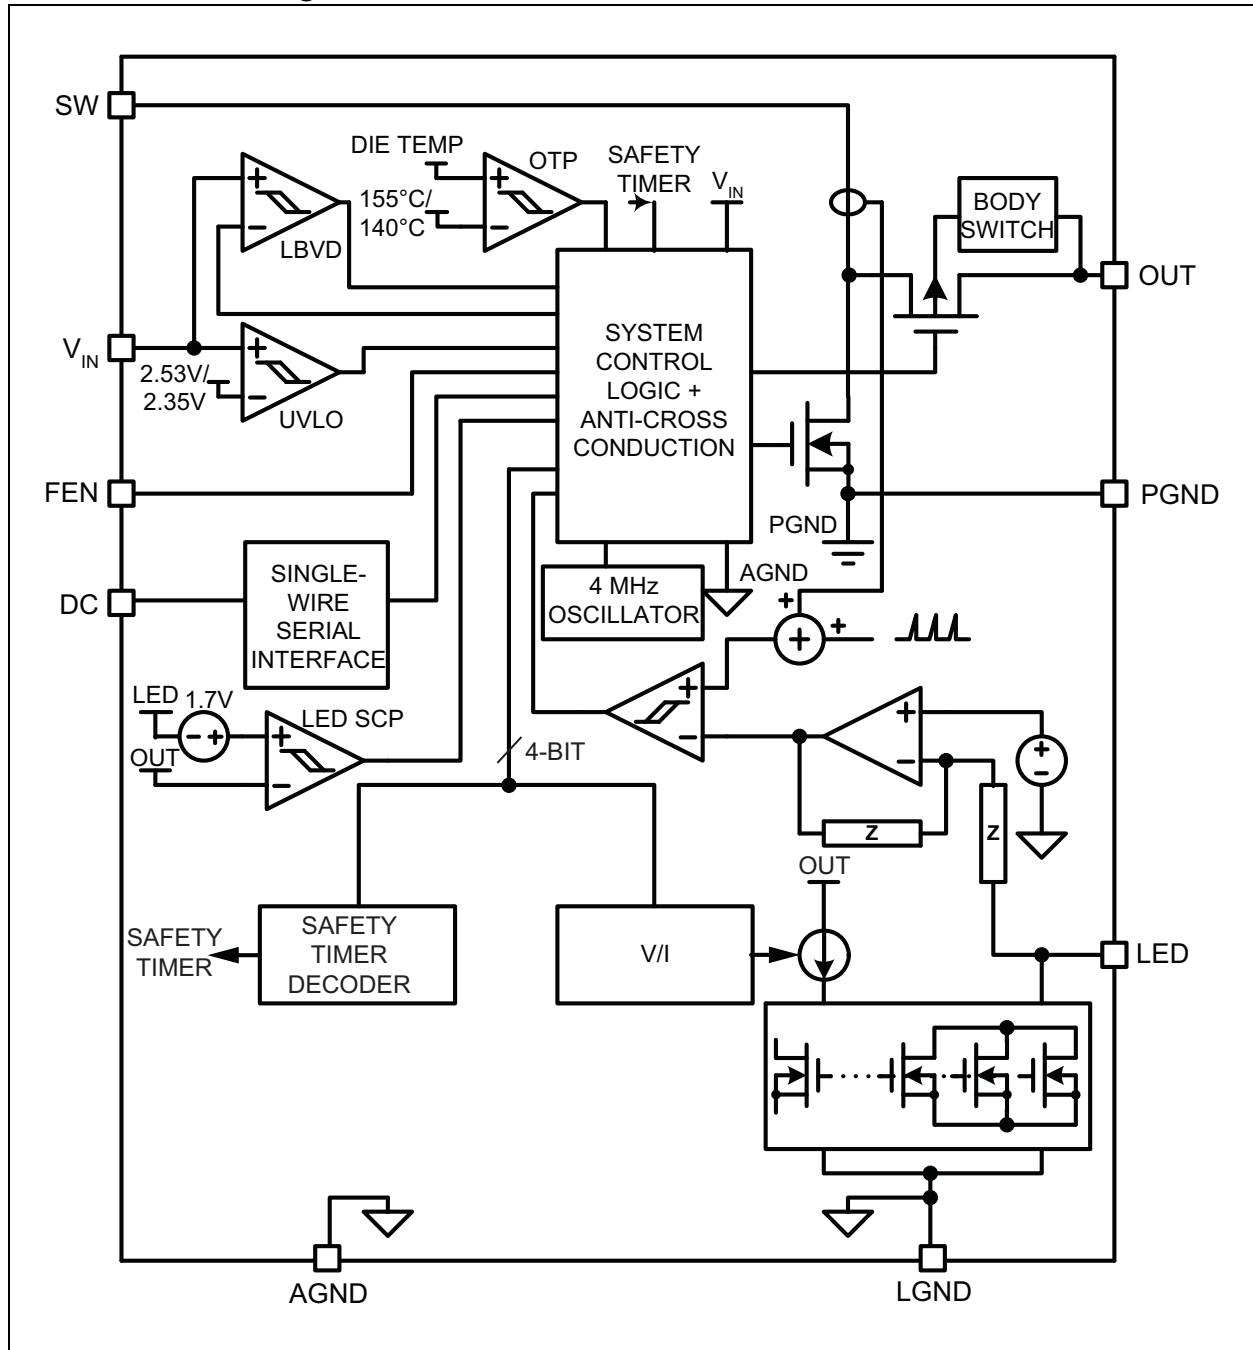 SW
DIE TEMP
OTP
SAFETY
TIMER
VIN
155°C/
140°C
LBVD
BODY
SWITCH
OUT
VIN
2.53V/
2.35V
UVLO
SYSTEM
CONTROL
LOGIC +
ANTI-CROSS
CONDUCTION
FEN
PGND
PGND
DC
SINGLE-
WIRE
SERIAL
INTERFACE
4 MHz
OSCILLATOR
AGND
LED
1.7V
LED SCP
OUT
4-BIT
Z
Z
OUT
SAFETY
TIMER
SAFETY
TIMER
DECODER
V/I
LED
AGND
LGND